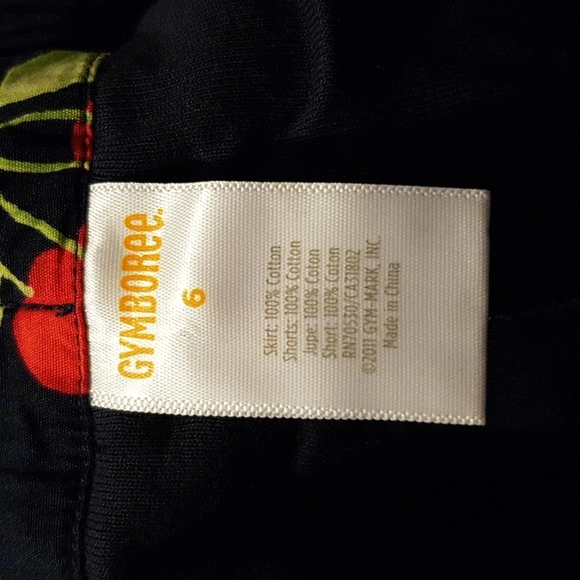 GYMBOREE.
6
Skirt: 100% Cotton
Shorts: 100% Cotton
Jupe: 100% Coton
Short: 100% Coton
RN70530/CA31802
©2011 GYM-MARK, INC.
Made in China